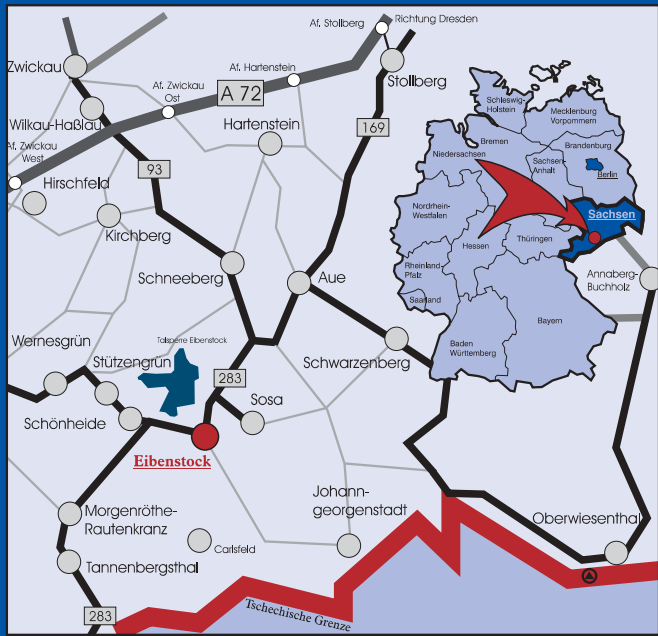 Af. Stollberg
Richtung Dresden
Zwickau
Af. Hartenstein
Stollberg
Af. Zwickau
Ost
A 72
Wilkau-Haßlau
Hartenstein
169
Af. Zwickau
West
93
Hirschfeld
Kirchberg
Schneeberg
Aue
Wernesgrün
Talsperre Eibenstock
Stützengrün
Schwarzenberg
283
Sosa
Schönheide
Eibenstock
Johann-
georgenstadt
Morgenröthe-
Rautenkranz
Carlsfeld
Tannenbergsthal
Oberwiesenthal
283
Tschechische Grenze
Annaberg-
Buchholz
Schleswig-
Holstein
Mecklenburg
Vorpommern
Bremen
Brandenburg
Niedersachsen
Sachsen-
Anhalt
Berlin
Nordrhein-
Westfalen
Sachsen
Hessen
Thüringen
Rheinland-
Pfalz
Saarland
Bayern
Baden
Württemberg